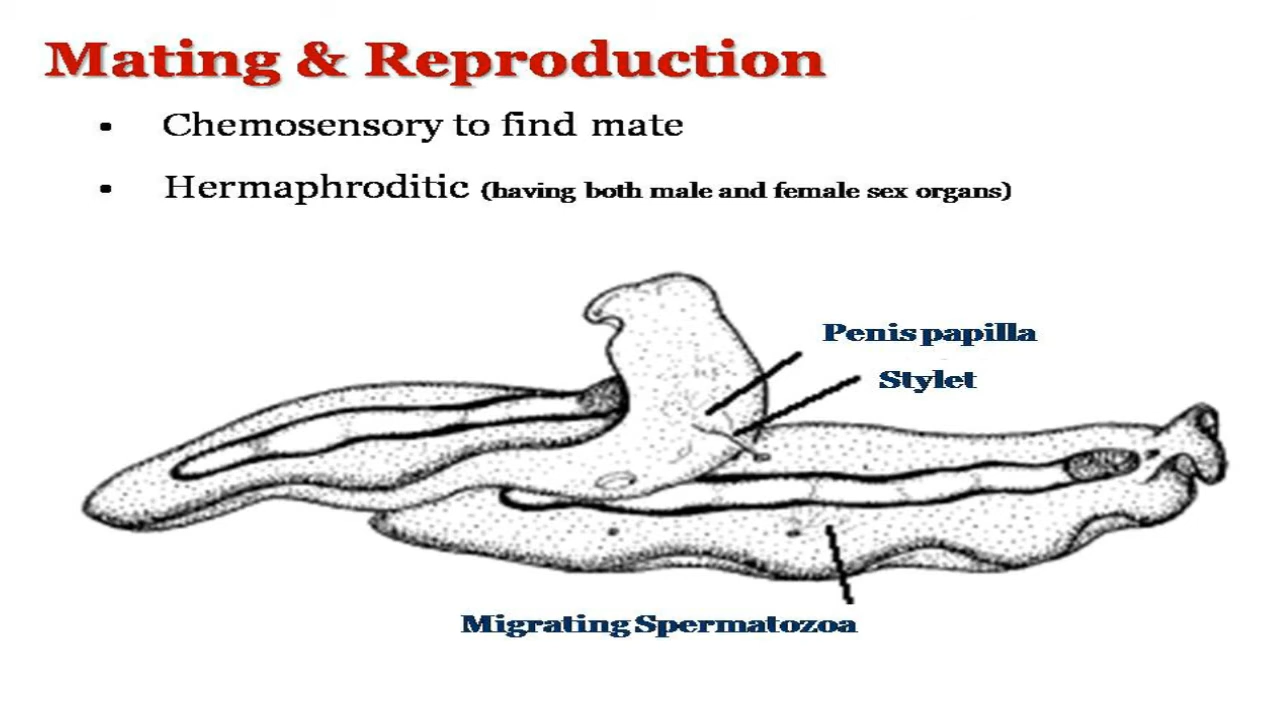 Mating & Reproduction
• Chemosensory to find mate
• Hermaphroditic (having both male and female sex organs)
Penis papilla
Stylet
Migrating Spermatozoa